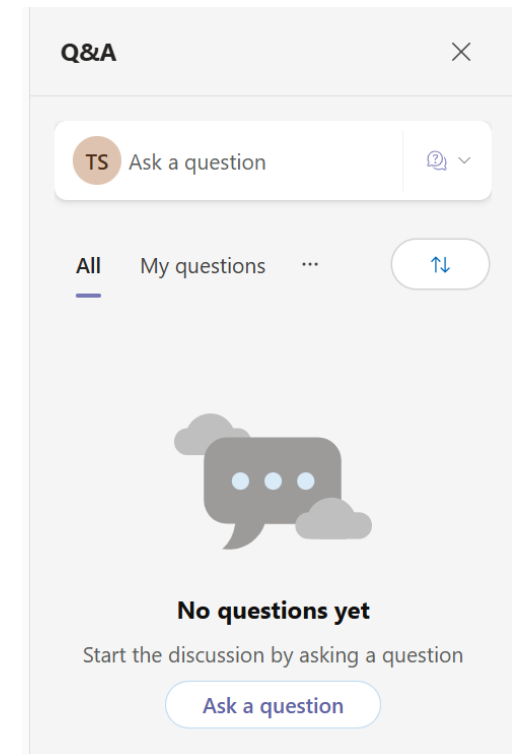 Q&A
TS Ask a question
All My questions ...
No questions yet
Start the discussion by asking a question
Ask a question